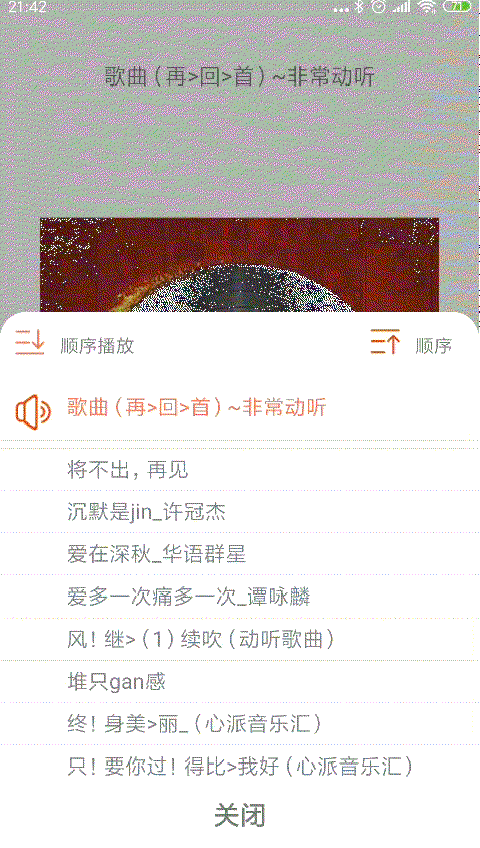 21:42
71
歌曲（再>回>首）~非常动听
顺序播放
顺序
歌曲（再>回>首）~非常动听
将不出，再见
沉默是jin_许冠杰
爱在深秋_华语群星
爱多一次痛多一次_谭咏麟
风！继>（1）续吹（动听歌曲）
堆只gan感
终！身美>丽_（心派音乐汇）
只！要你过！得比>我好（心派音乐汇）
关闭